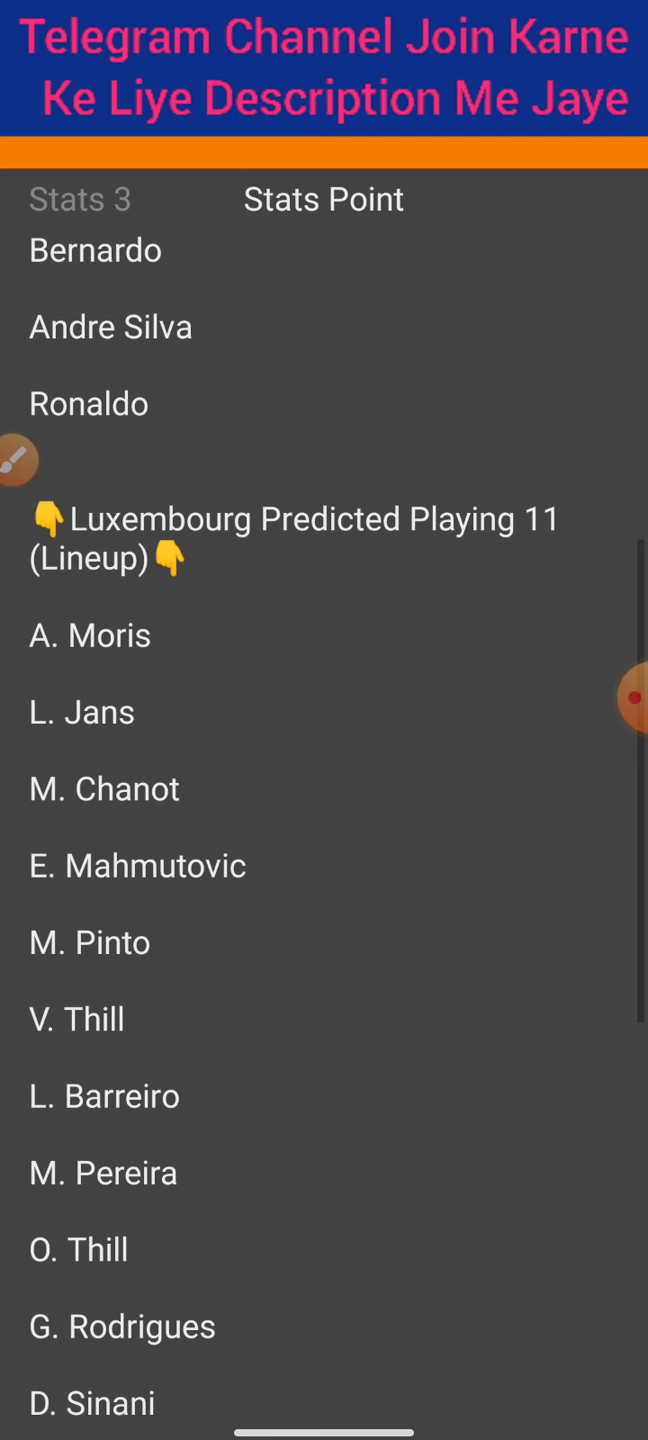 Telegram Channel Join Karne
Ke Liye Description Me Jaye
Stats 3 Stats Point
Bernardo
Andre Silva
Ronaldo
👇Luxembourg Predicted Playing 11
(Lineup)👇
A. Moris
L. Jans
M. Chanot
E. Mahmutovic
M. Pinto
V. Thill
L. Barreiro
M. Pereira
O. Thill
G. Rodrigues
D. Sinani